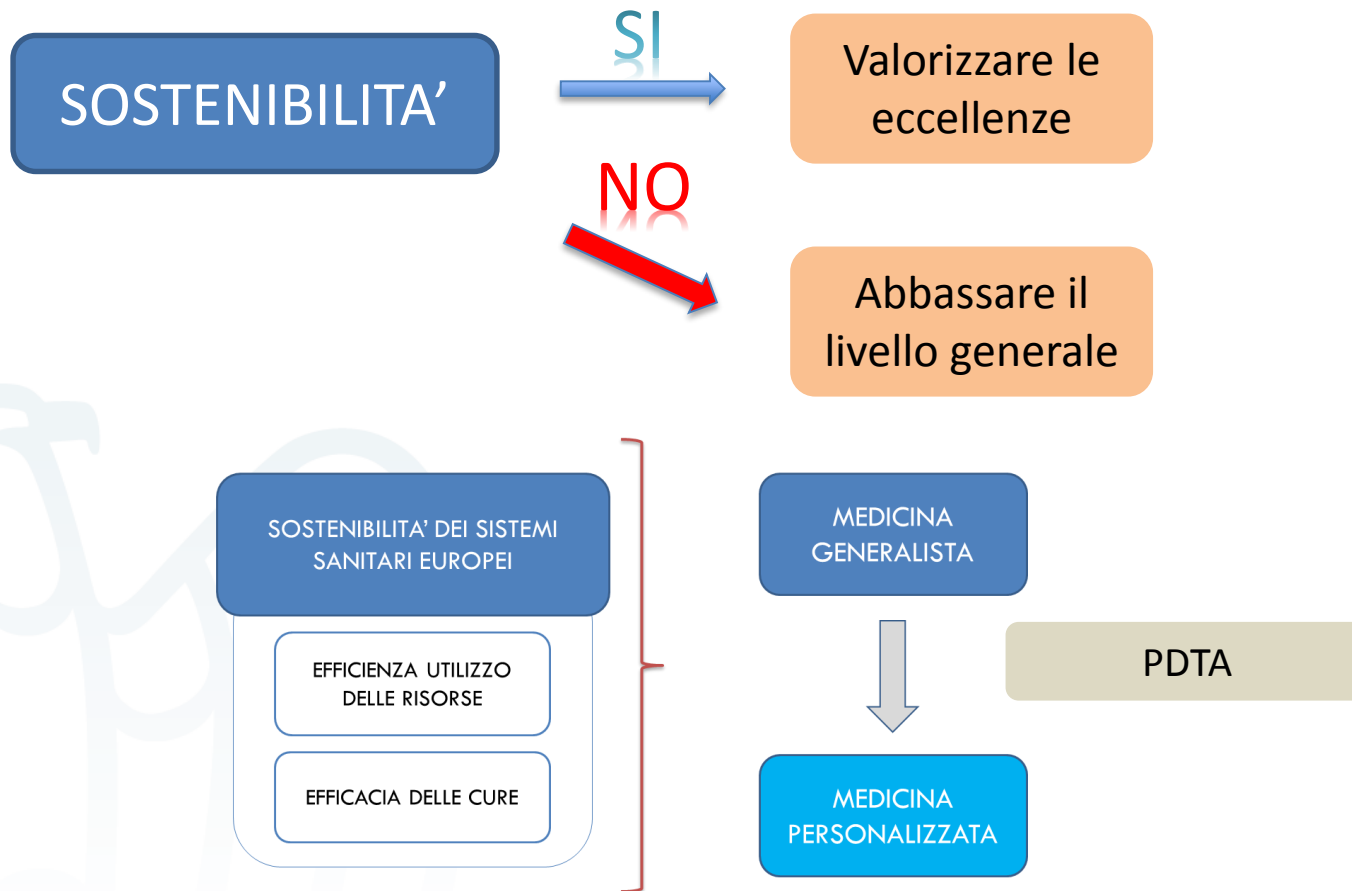 SOSTENIBILITA’
SI
Valorizzare le
eccellenze
NO
Abbassare il
livello generale
SOSTENIBILITA’ DEI SISTEMI
SANITARI EUROPEI
EFFICIENZA UTILIZZO
DELLE RISORSE
EFFICACIA DELLE CURE
MEDICINA
GENERALISTA
PDTA
MEDICINA
PERSONALIZZATA